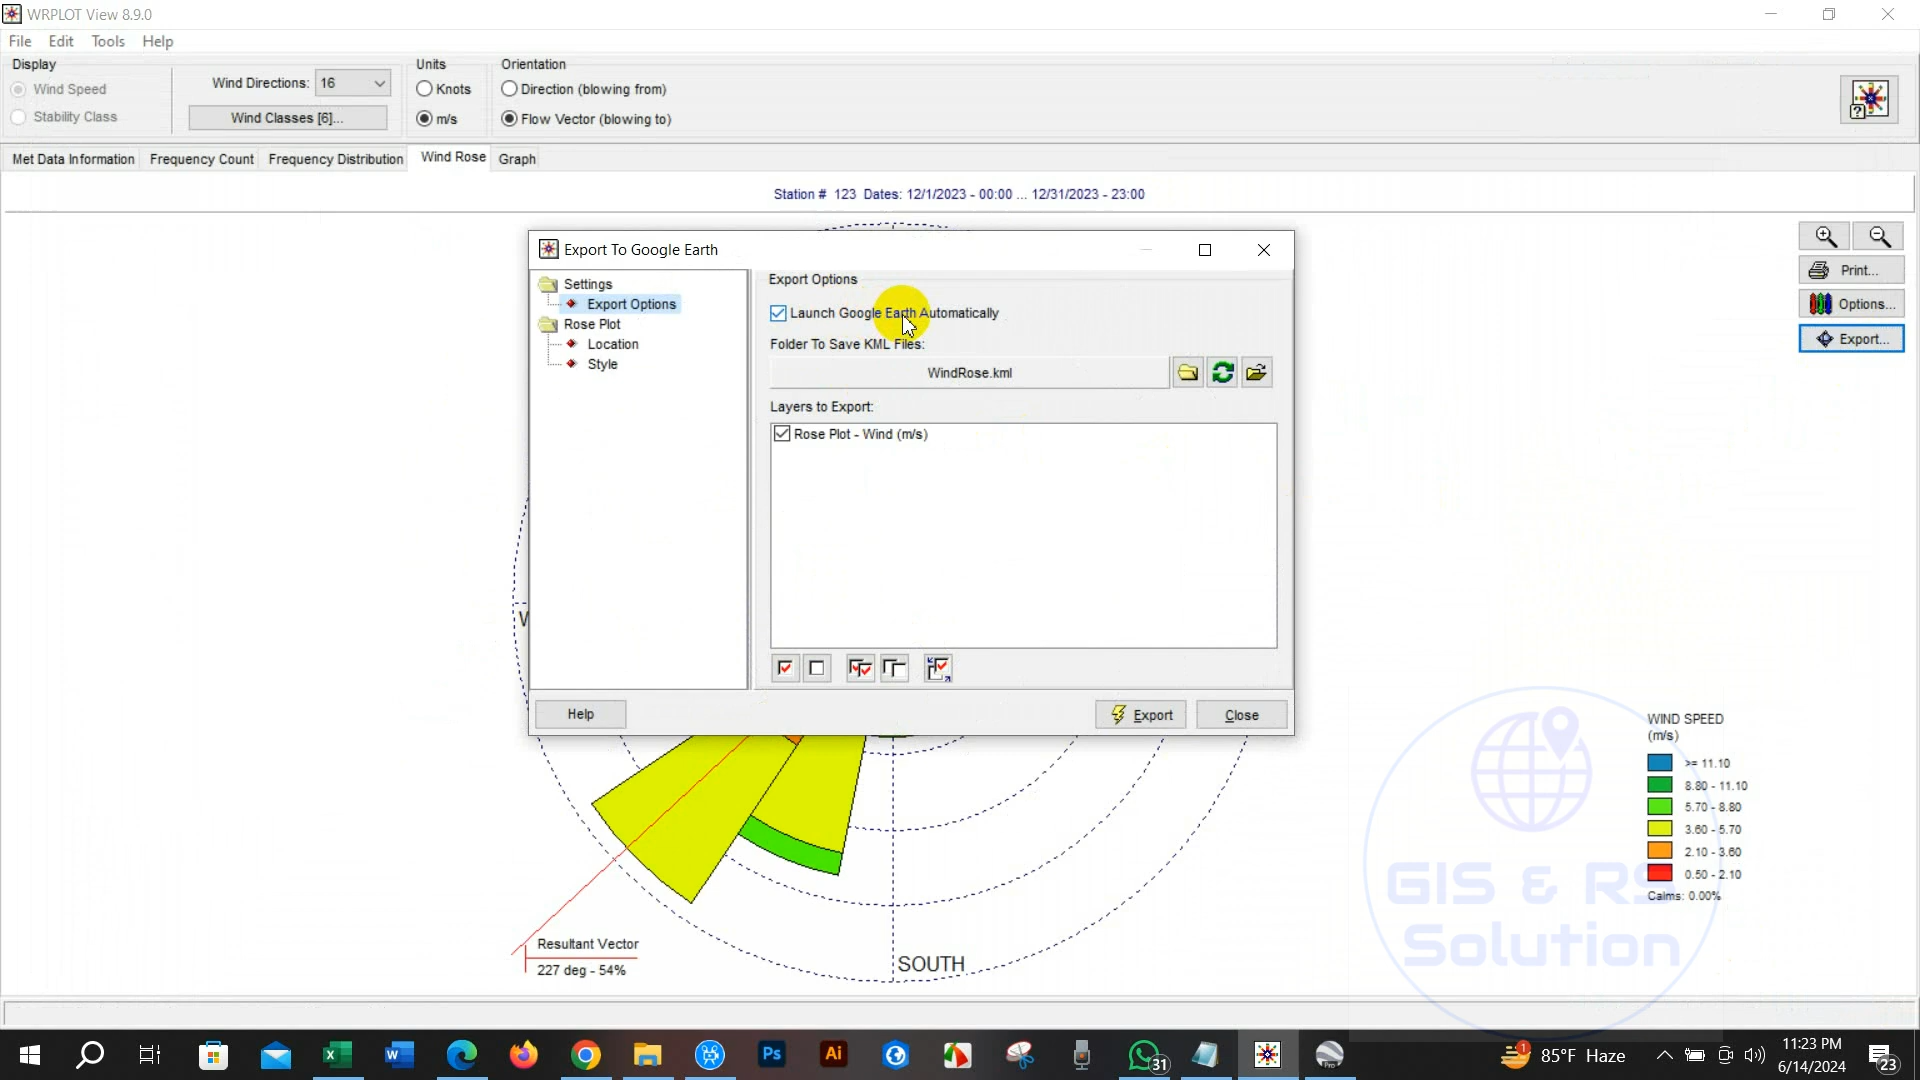 WRPLOT View 8.9.0
File Edit Tools Help
Display
Wind Speed
Stability Class
Wind Directions: 16
Wind Classes [6]...
Units
Knots
m/s
Orientation
Direction (blowing from)
Flow Vector (blowing to)
Met Data Information Frequency Count Frequency Distribution Wind Rose Graph
Station # 123 Dates: 12/1/2023 - 00:00 ... 12/31/2023 - 23:00
Print...
Options...
Export...
Export To Google Earth
Settings
Export Options
Rose Plot
Location
Style
Export Options
Launch Google Earth Automatically
Folder To Save KML Files:
WindRose.kml
Layers to Export:
Rose Plot - Wind (m/s)
Help
Export
Close
SOUTH
Resultant Vector
227 deg - 54%
WIND SPEED
(m/s)
>= 11.10
8.80 - 11.10
5.70 - 8.80
3.60 - 5.70
2.10 - 3.60
0.50 - 2.10
Calms: 0.00%
GIS & RS
Solution
Ps
Ai
31
Pro
1
85°F Haze
11:23 PM
6/14/2024
23